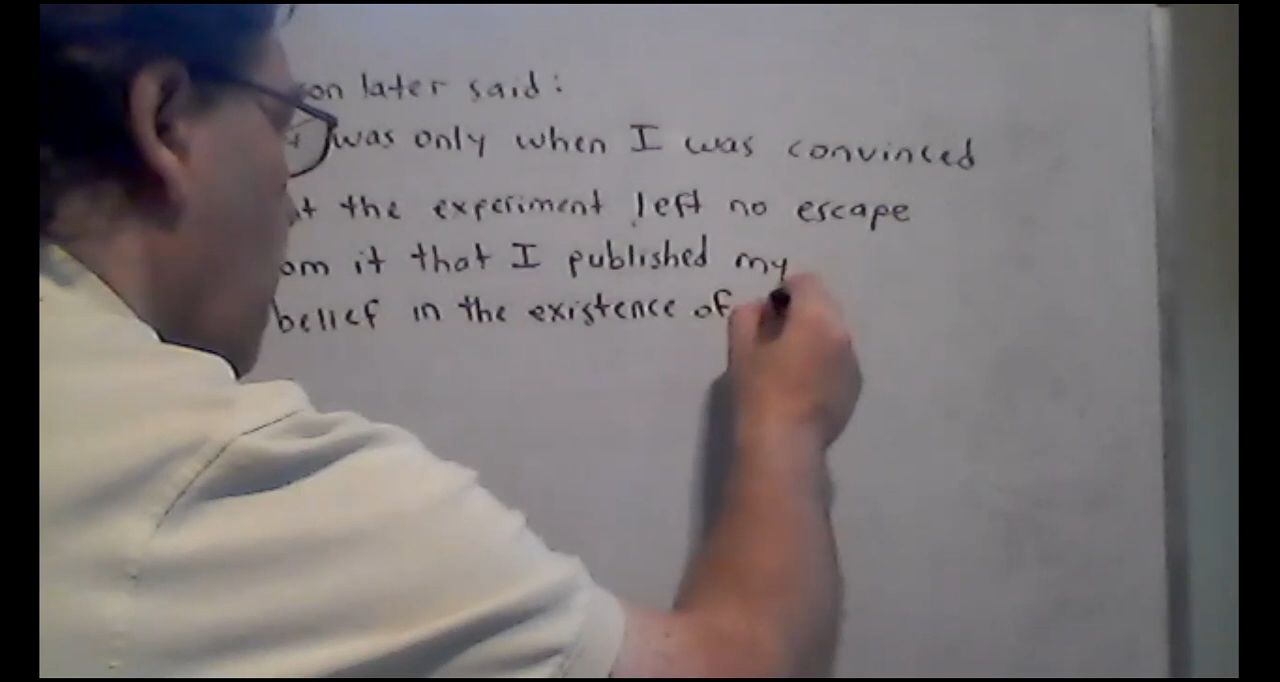 on later said:
was only when I was convinced
the experiment left no escape
om it that I published my
belief in the existence of